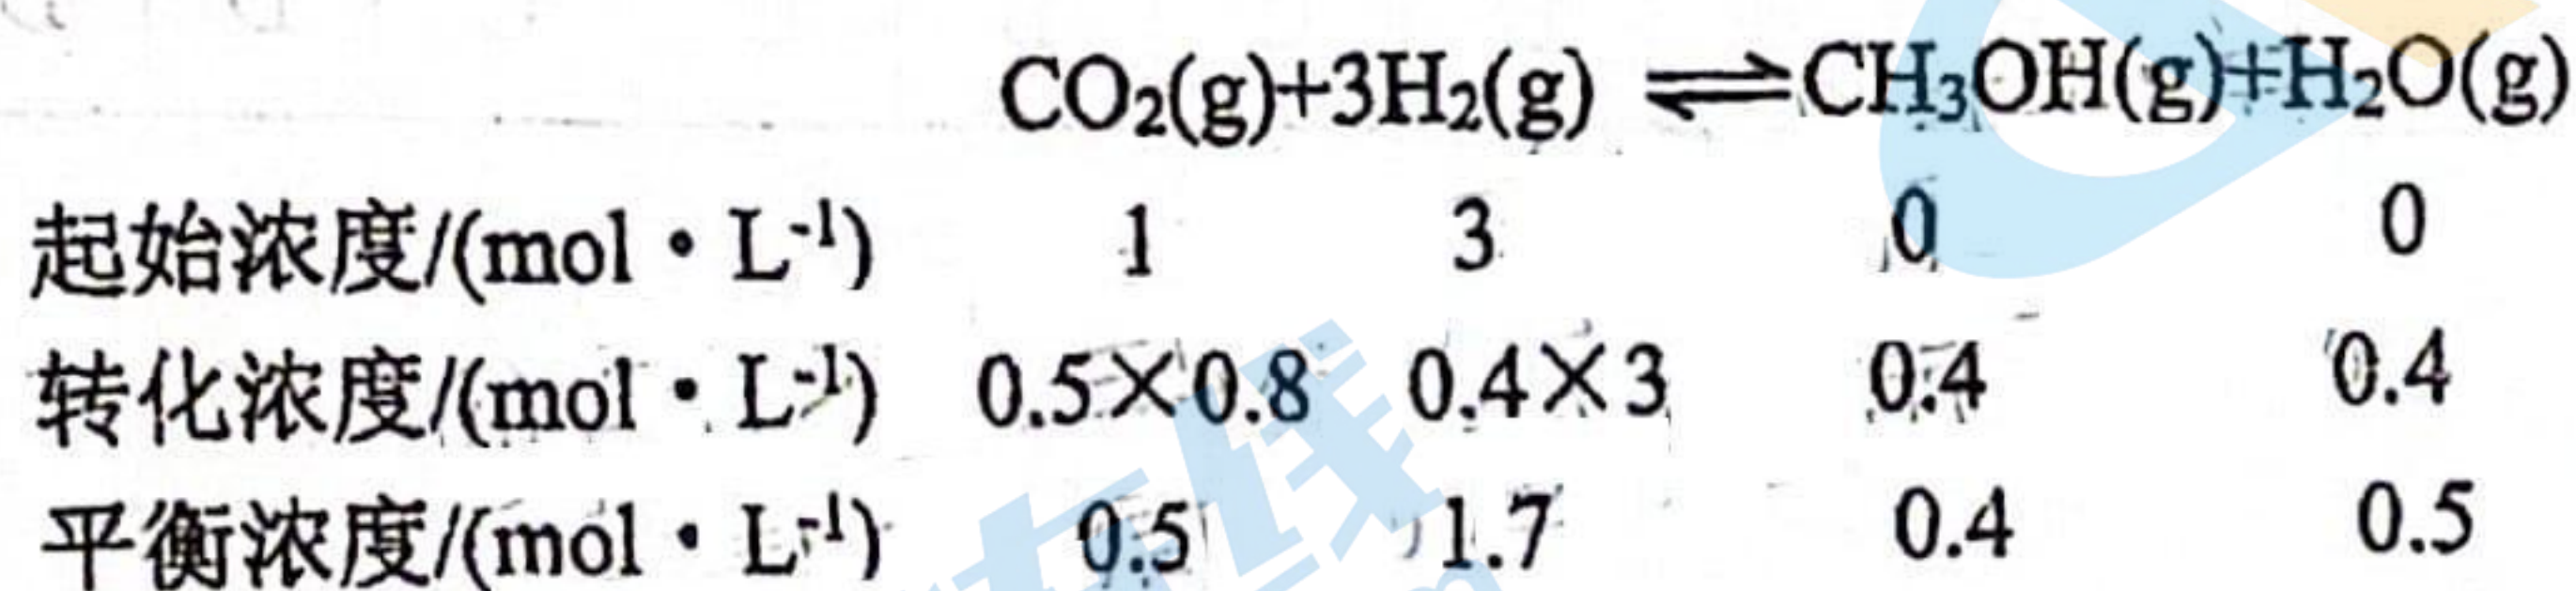 CO₂(g)+3H₂(g) ⇌ CH₃OH(g)+H₂O(g)
起始浓度/(mol·L⁻¹) 1 3 0 0
转化浓度/(mol·L⁻¹) 0.5×0.8 0.4×3 0.4 0.4
平衡浓度/(mol·L⁻¹) 0.5 1.7 0.4 0.5
在线